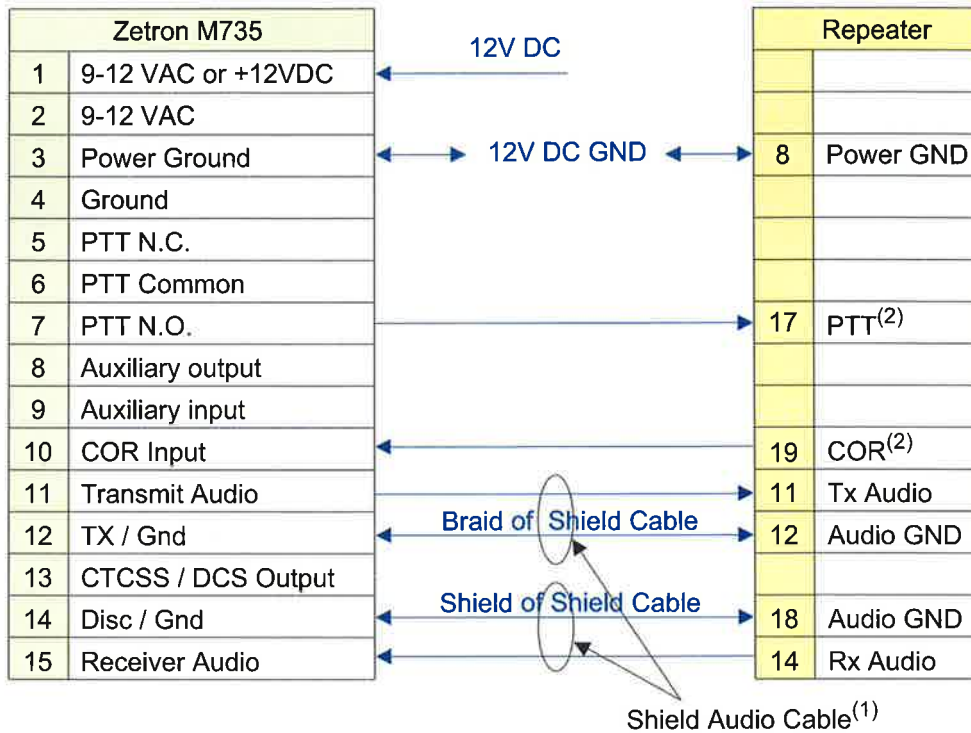 Zetron M735
12V DC
Repeater
1 9-12 VAC or +12VDC
2 9-12 VAC
3 Power Ground
12V DC GND
8 Power GND
4 Ground
5 PTT N.C.
6 PTT Common
7 PTT N.O.
17 PTT(2)
8 Auxiliary output
9 Auxiliary input
10 COR Input
19 COR(2)
11 Transmit Audio
11 Tx Audio
12 TX / Gnd
Braid of Shield Cable
12 Audio GND
13 CTCSS / DCS Output
14 Disc / Gnd
Shield of Shield Cable
18 Audio GND
15 Receiver Audio
14 Rx Audio
Shield Audio Cable(1)